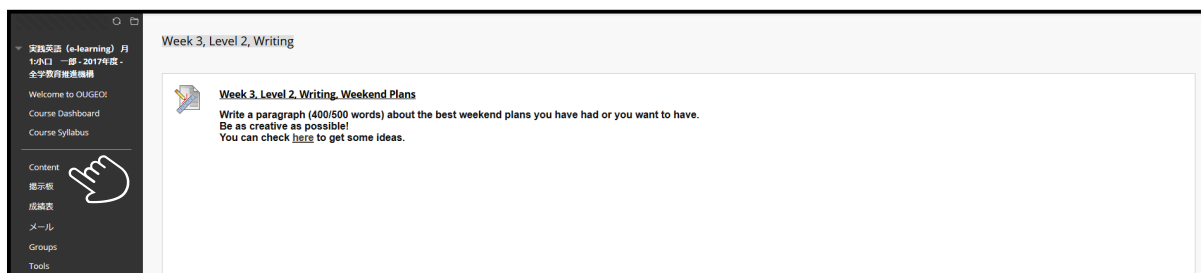 実践英語（e-learning）月
1:小口　一郎 - 2017年度 -
全学教育推進機構
Welcome to OUGEO!
Course Dashboard
Course Syllabus
Content
掲示板
成績表
メール
Groups
Tools
Week 3, Level 2, Writing
Week 3, Level 2, Writing, Weekend Plans
Write a paragraph (400/500 words) about the best weekend plans you have had or you want to have.
Be as creative as possible!
You can check here to get some ideas.